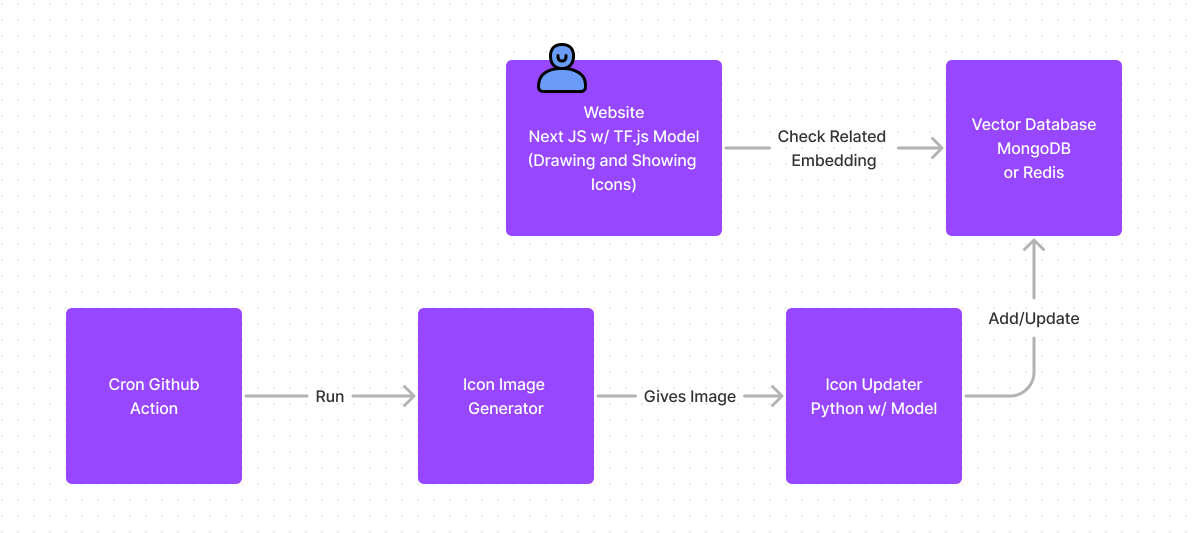 Website
Next JS w/ TF.js Model
(Drawing and Showing
Icons)
Check Related
Embedding
Vector Database
MongoDB
or Redis
Add/Update
Cron Github
Action
Run
Icon Image
Generator
Gives Image
Icon Updater
Python w/ Model